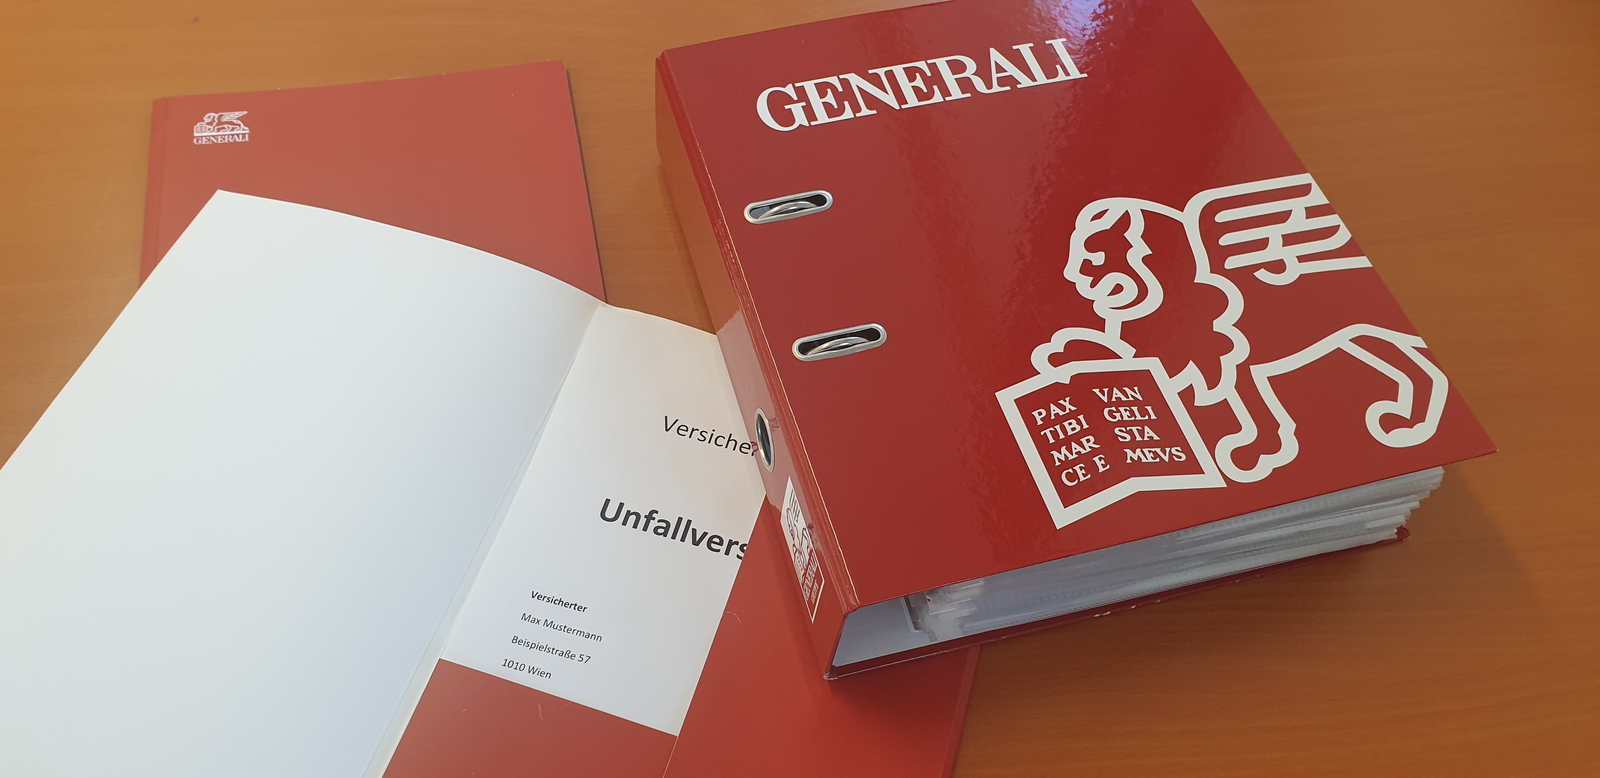 GENERALI
Versiche
Unfallvers
Versicherter
Max Mustermann
Beispielstraße 57
1010 Wien
GENERALI
PAX VAN
TIBI GELI
MAR STA
CE E MEVS